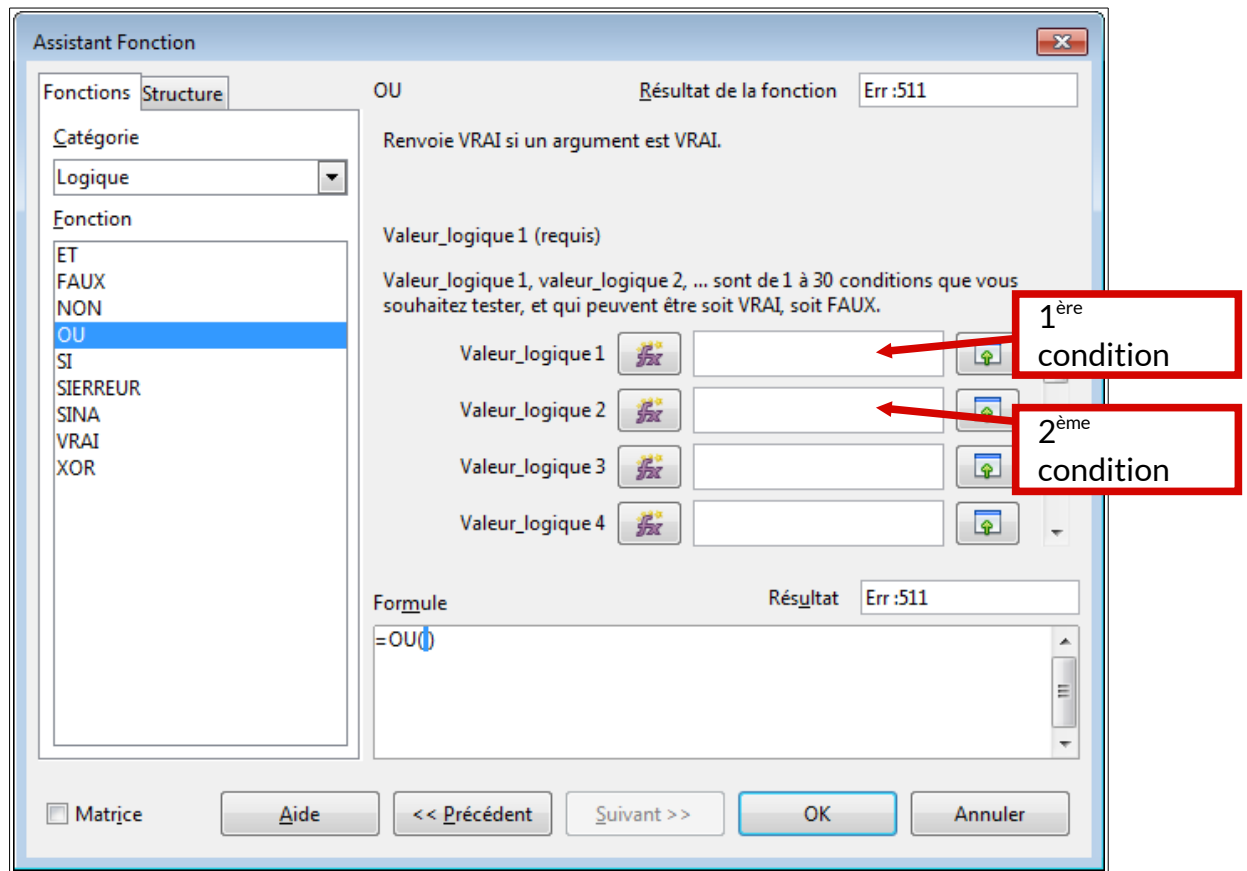 Assistant Fonction
Fonctions Structure
OU
Résultat de la fonction Err :511
Catégorie
Logique
Fonction
ET
FAUX
NON
OU
SI
SIERREUR
SINA
VRAI
XOR
Renvoie VRAI si un argument est VRAI.
Valeur_logique 1 (requis)
Valeur_logique 1, valeur_logique 2, ... sont de 1 à 30 conditions que vous
souhaitez tester, et qui peuvent être soit VRAI, soit FAUX.
Valeur_logique 1
Valeur_logique 2
Valeur_logique 3
Valeur_logique 4
1ère
condition
2ème
condition
Formule
Résultat Err :511
=OU()
Matrice
Aide
<< Précédent
Suivant >>
OK
Annuler